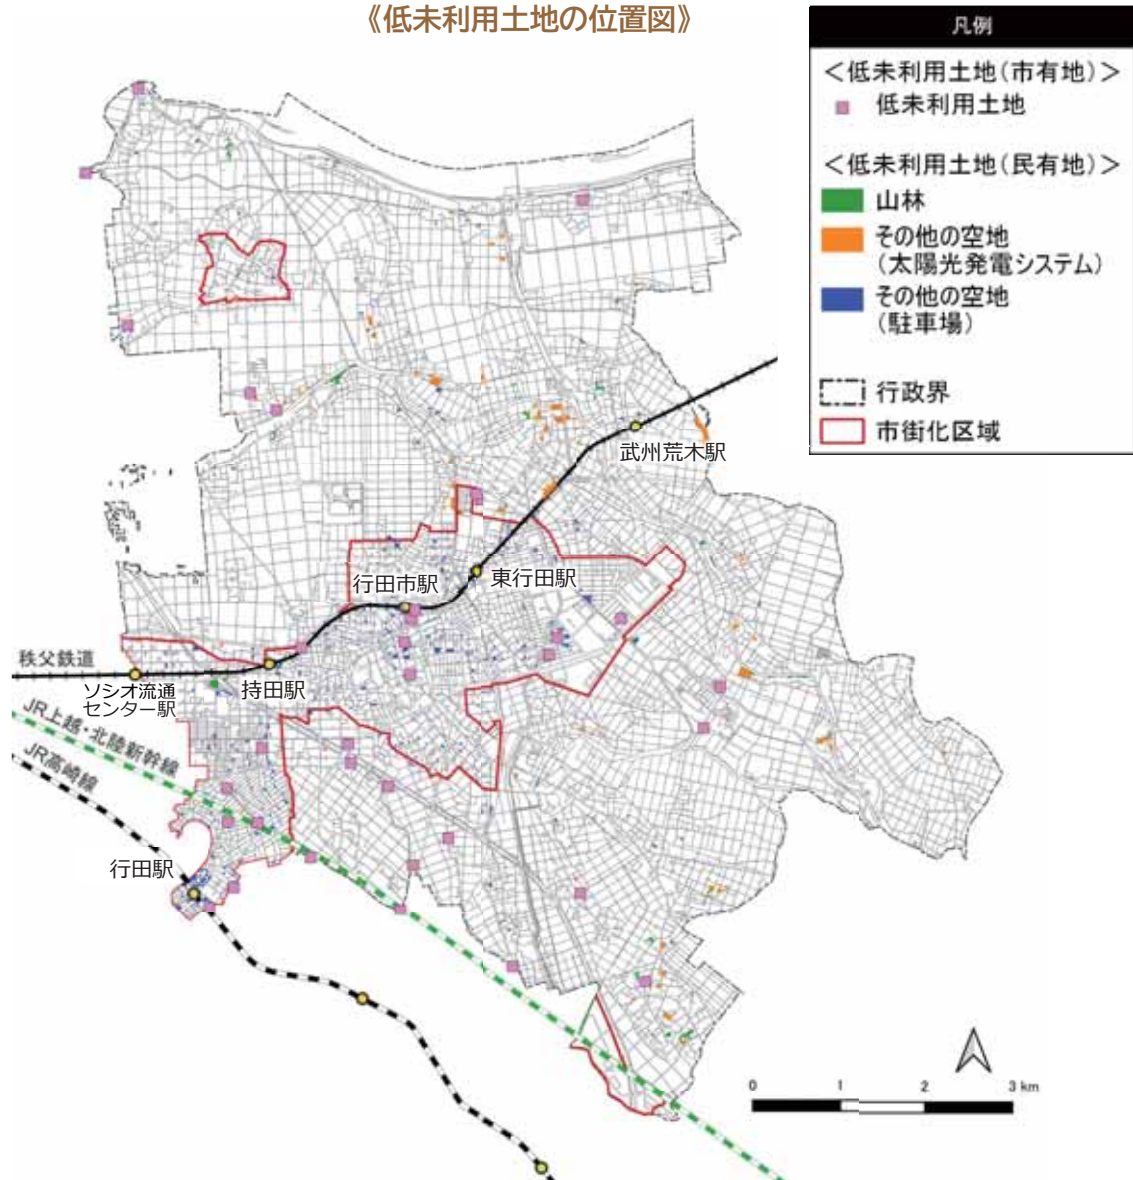 《低未利用土地の位置図》
凡例
＜低未利用土地(市有地)＞
低未利用土地
＜低未利用土地(民有地)＞
山林
その他の空地
(太陽光発電システム)
その他の空地
(駐車場)
行政界
市街化区域
武州荒木駅
東行田駅
行田市駅
秩父鉄道
持田駅
ソシオ流通
センター駅
JR上越・北陸新幹線
JR高崎線
行田駅
0 1 2 3 km